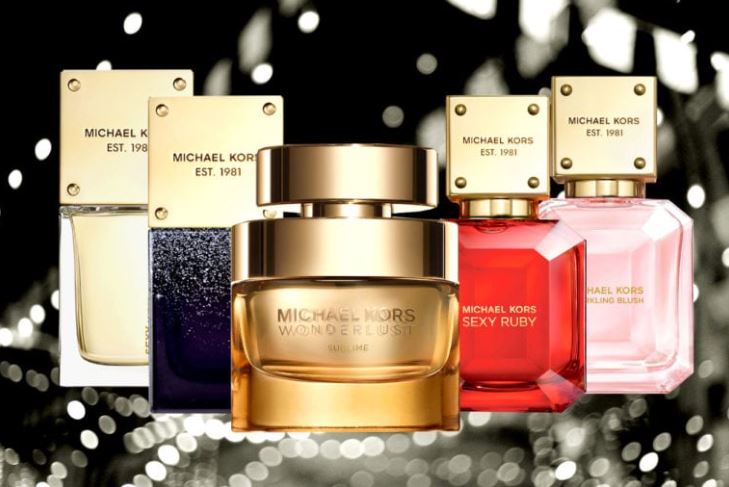 MICHAEL K
EST. 198
MICHAEL KORS
EST. 1981
MICHAEL KORS
WONDERLUST
SUBLIME
MICHAEL KORS
EST. 1981
MICHAEL KORS
SEXY RUBY
MICHAEL KORS
EST. 1981
HAEL KORS
RKLING BLUSH